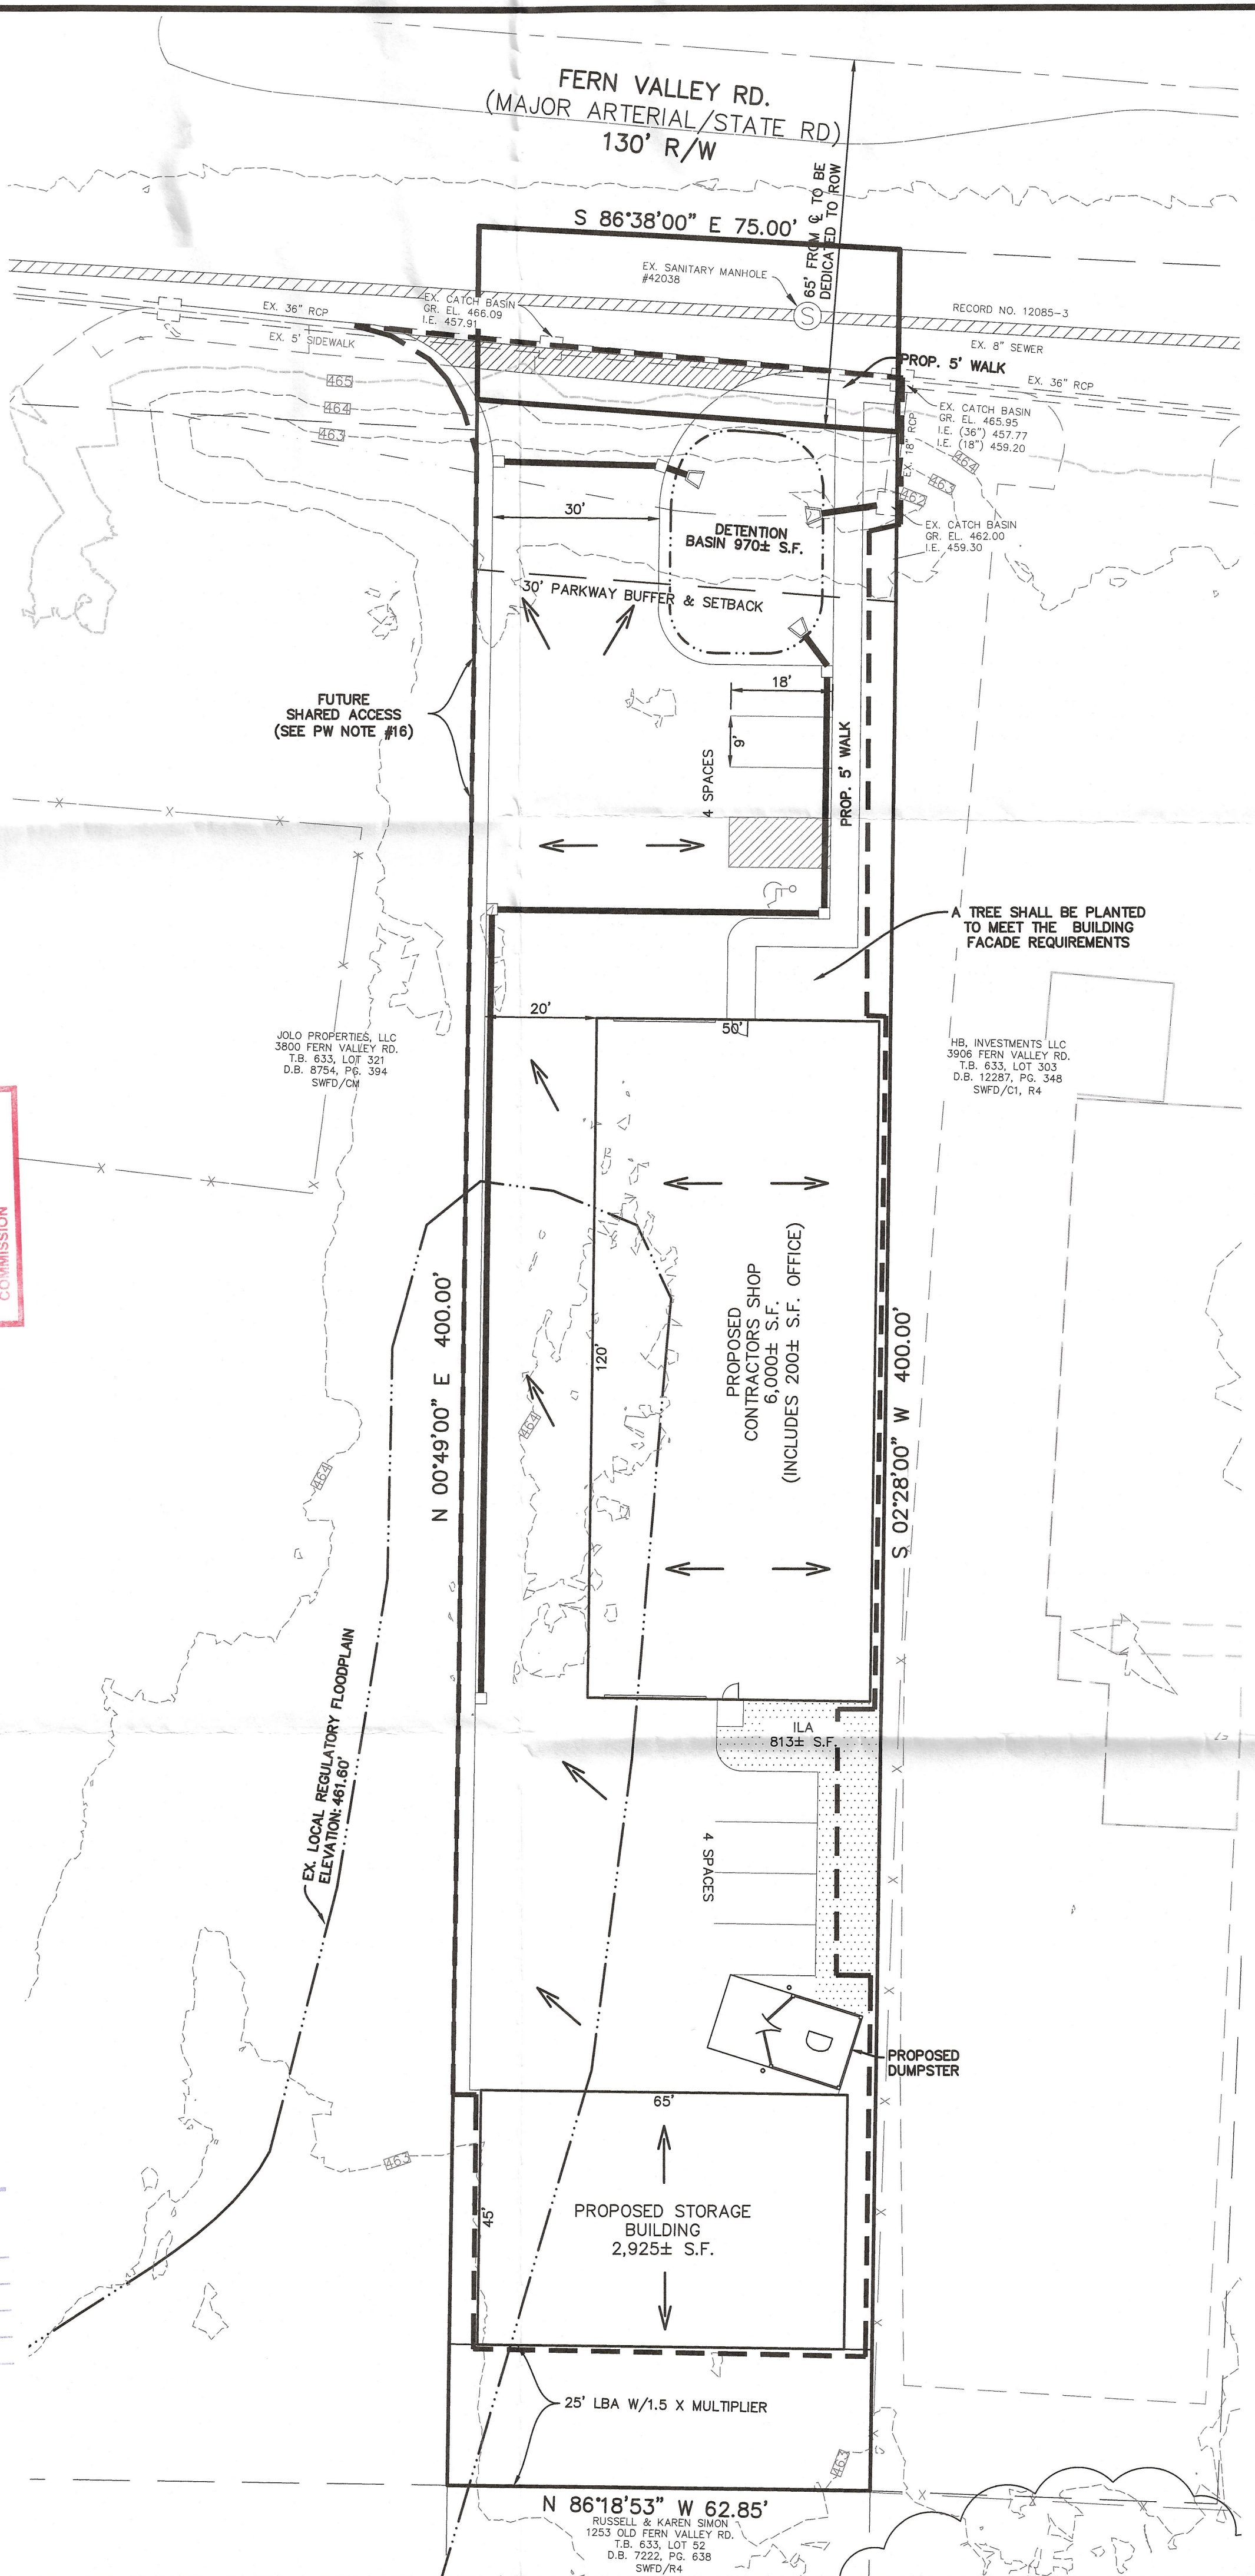 FERN VALLEY RD.
(MAJOR ARTERIAL/STATE RD)
130' R/W
65' FROM ℄ TO BE
DEDICATED TO ROW
S 86°38'00" E 75.00'
EX. SANITARY MANHOLE
#42038
S
RECORD NO. 12085-3
EX. 8" SEWER
EX. 36" RCP
EX. 5' SIDEWALK
EX. CATCH BASIN
GR. EL. 466.09
I.E. 457.91
PROP. 5' WALK
EX. 36" RCP
EX. CATCH BASIN
GR. EL. 465.95
I.E. (36") 457.77
I.E. (18") 459.20
EX. 18" RCP
465
464
463
464
463
462
EX. CATCH BASIN
GR. EL. 462.00
I.E. 459.30
30'
DETENTION
BASIN 970± S.F.
30' PARKWAY BUFFER & SETBACK
FUTURE
SHARED ACCESS
(SEE PW NOTE #16)
18'
9'
4 SPACES
PROP. 5' WALK
A TREE SHALL BE PLANTED
TO MEET THE BUILDING
FACADE REQUIREMENTS
20'
50'
JOLO PROPERTIES, LLC
3800 FERN VALLEY RD.
T.B. 633, LOT 321
D.B. 8754, PG. 394
SWFD/CM
HB, INVESTMENTS LLC
3906 FERN VALLEY RD.
T.B. 633, LOT 303
D.B. 12287, PG. 348
SWFD/C1, R4
COMMISSION
N 00°49'00" E 400.00'
120'
PROPOSED
CONTRACTORS SHOP
6,000± S.F.
(INCLUDES 200± S.F. OFFICE)
S 02°28'00" W 400.00'
464
464
EX. LOCAL REGULATORY FLOODPLAIN
ELEVATION: 461.60'
ILA
813± S.F.
4 SPACES
D
PROPOSED
DUMPSTER
65'
463
45'
PROPOSED STORAGE
BUILDING
2,925± S.F.
25' LBA W/1.5 X MULTIPLIER
463
N 86°18'53" W 62.85'
RUSSELL & KAREN SIMON
1253 OLD FERN VALLEY RD.
T.B. 633, LOT 52
D.B. 7222, PG. 638
SWFD/R4